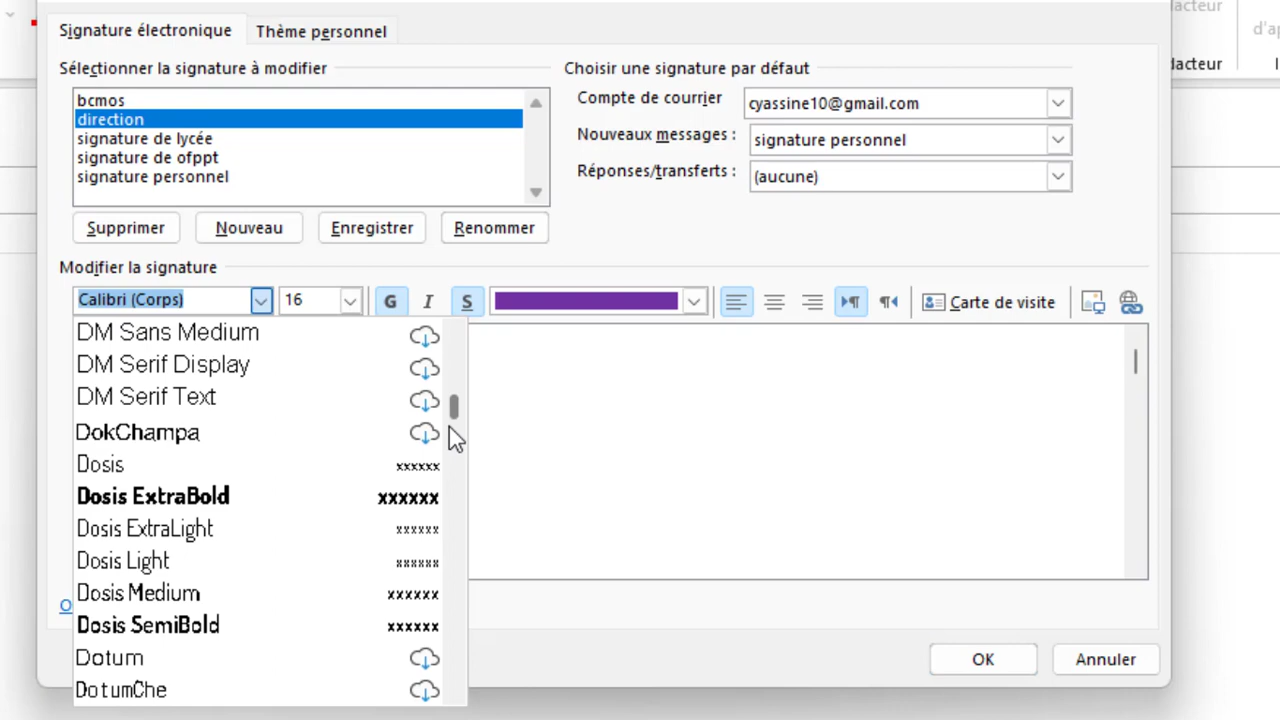 lacteur
d'ap
dacteur
Signature électronique
Thème personnel
Sélectionner la signature à modifier
Choisir une signature par défaut
bcmos
direction
signature de lycée
signature de ofppt
signature personnel
Compte de courrier
cyassine10@gmail.com
Nouveaux messages :
signature personnel
Réponses/transferts :
(aucune)
Supprimer
Nouveau
Enregistrer
Renommer
Modifier la signature
Calibri (Corps)
16
G
I
S
Carte de visite
DM Sans Medium
DM Serif Display
DM Serif Text
DokChampa
Dosis xxxxxx
Dosis ExtraBold xxxxxx
Dosis ExtraLight xxxxxx
Dosis Light xxxxxx
Dosis Medium xxxxxx
Dosis SemiBold xxxxxx
Dotum
DotumChe
O
OK
Annuler